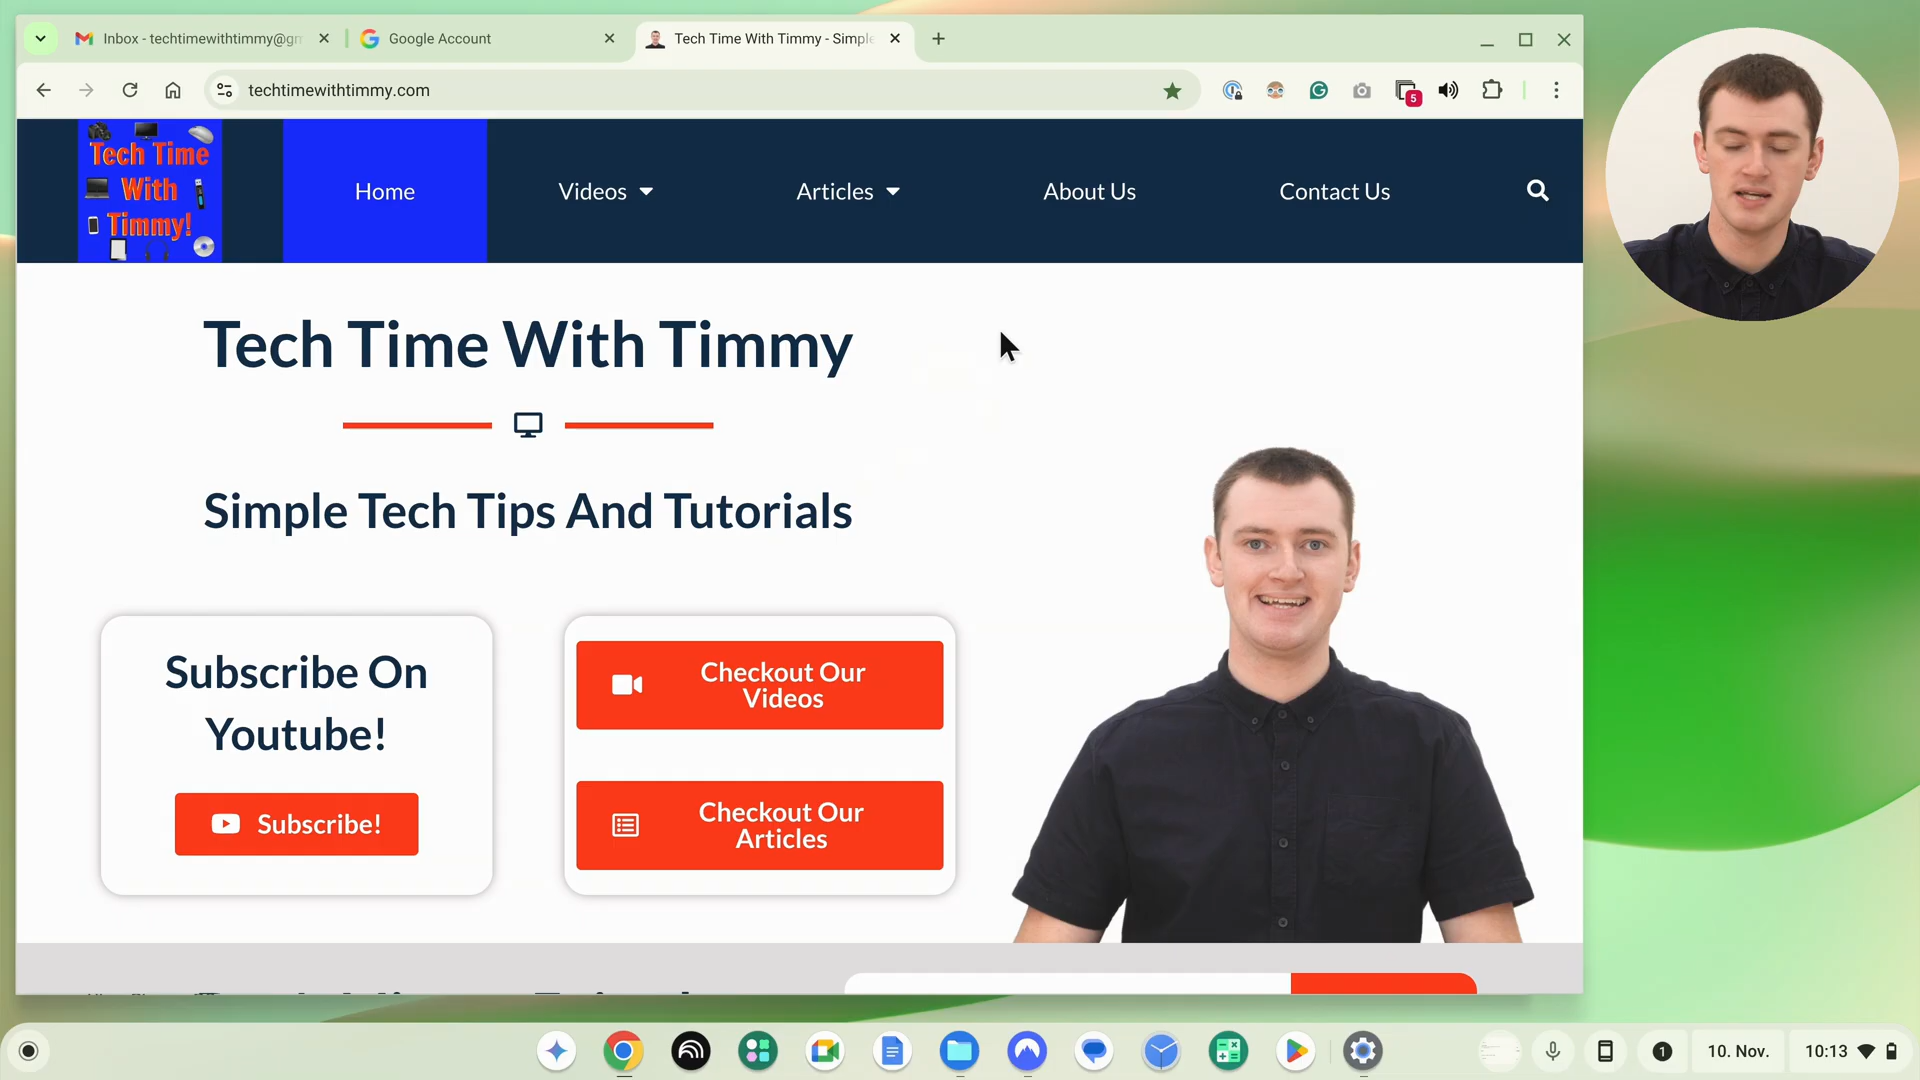 Inbox - techtimewithtimmy@gm
Google Account
Tech Time With Timmy - Simple
techtimewithtimmy.com
5
Tech Time
With
Timmy!
Home
Videos
Articles
About Us
Contact Us
Tech Time With Timmy
Simple Tech Tips And Tutorials
Subscribe On
Youtube!
Subscribe!
Checkout Our
Videos
Checkout Our
Articles
1
10. Nov.
10:13